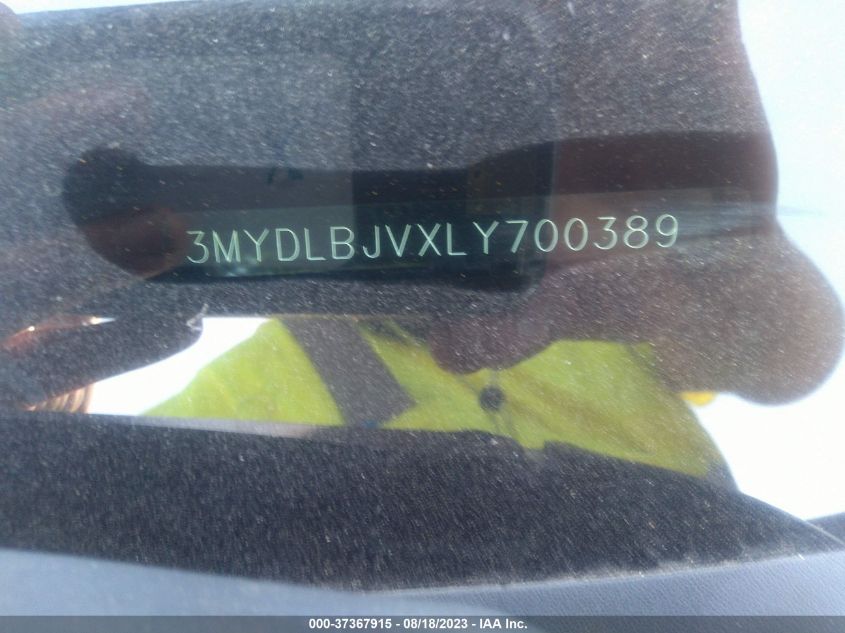 3MYDLBJVXLY700389
000-37367915 - 08/18/2023 - IAA Inc.